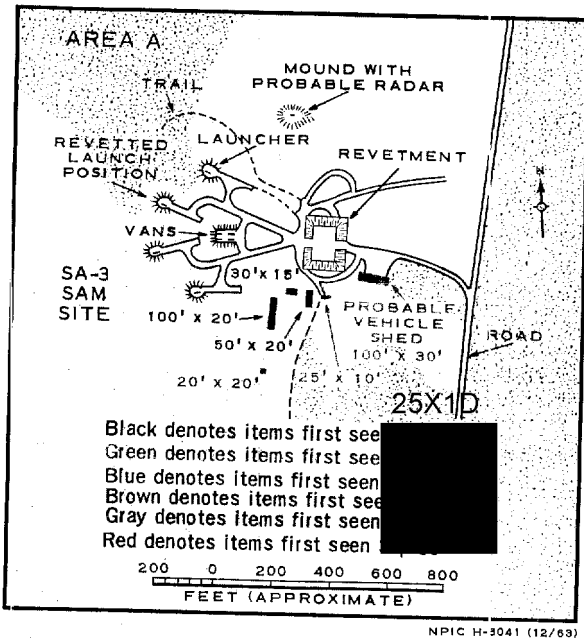 AREA A
TRAIL
MOUND WITH
PROBABLE RADAR
REVETTED
LAUNCH
POSITION
LAUNCHER
REVETMENT
N
VANS
SA-3
SAM
SITE
30' X 15'
100' X 20'
50' X 20'
PROBABLE
VEHICLE
SHED
100' X 30'
ROAD
20' X 20'
25' X 10'
25X1D
Black denotes items first see
Green denotes items first see
Blue denotes items first seen
Brown denotes items first see
Gray denotes items first seen
Red denotes items first seen
200 0 200 400 600 800
FEET (APPROXIMATE)
NPIC H-3041 (12/63)